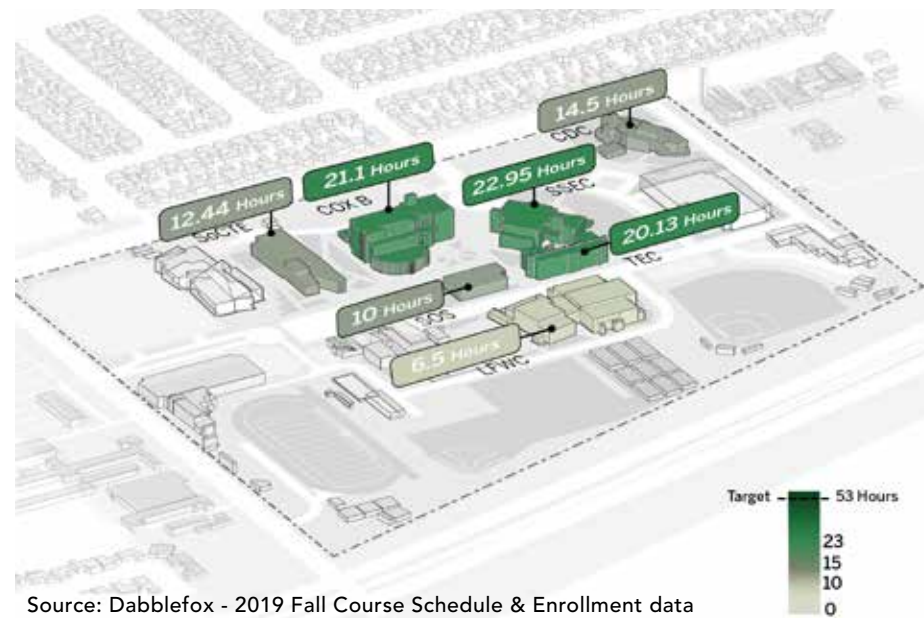 14.5 Hours
CDC
21.1 Hours
COX B
22.95 Hours
SSEC
12.44 Hours
SGCTE
20.13 Hours
TEC
10 Hours
SOS
6.5 Hours
LFWC
Target
53 Hours
23
15
10
0
Source: Dabblefox - 2019 Fall Course Schedule & Enrollment data